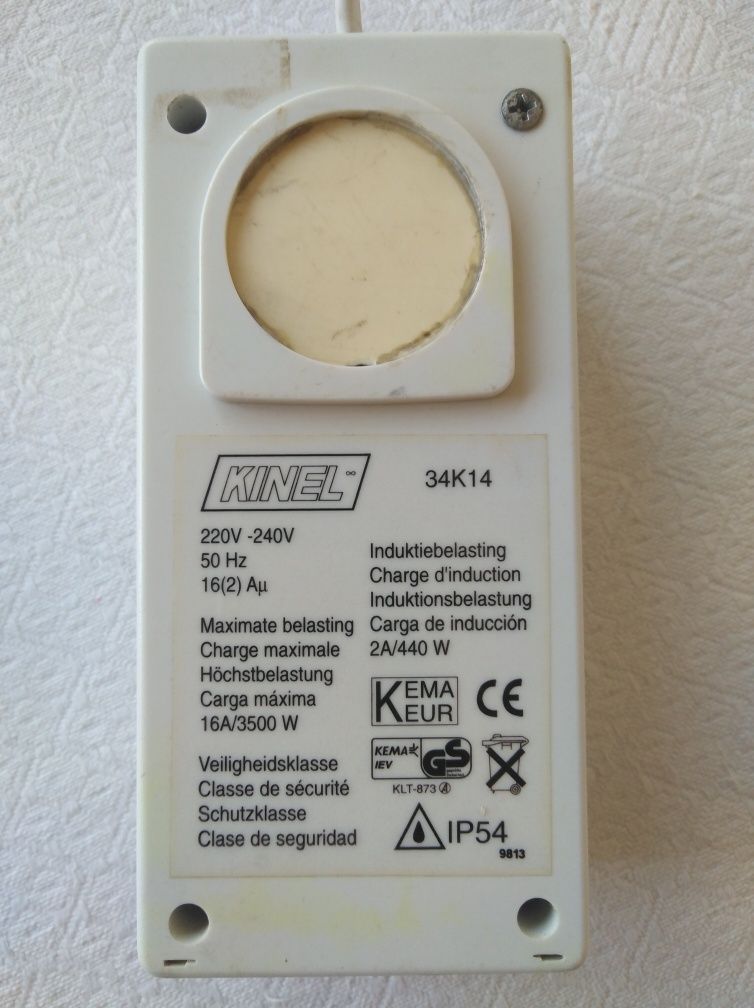 KINEL
34K14
220V -240V
50 Hz
16(2) Aµ
Maximate belasting
Charge maximale
Höchstbelastung
Carga máxima
16A/3500 W
Veiligheidsklasse
Classe de sécurité
Schutzklasse
Clase de seguridad
Induktiebelasting
Charge d'induction
Induktionsbelastung
Carga de inducción
2A/440 W
KEMA
KEUR
CE
KEMA
IEV
GS
KLT-873 A
IP54
9813